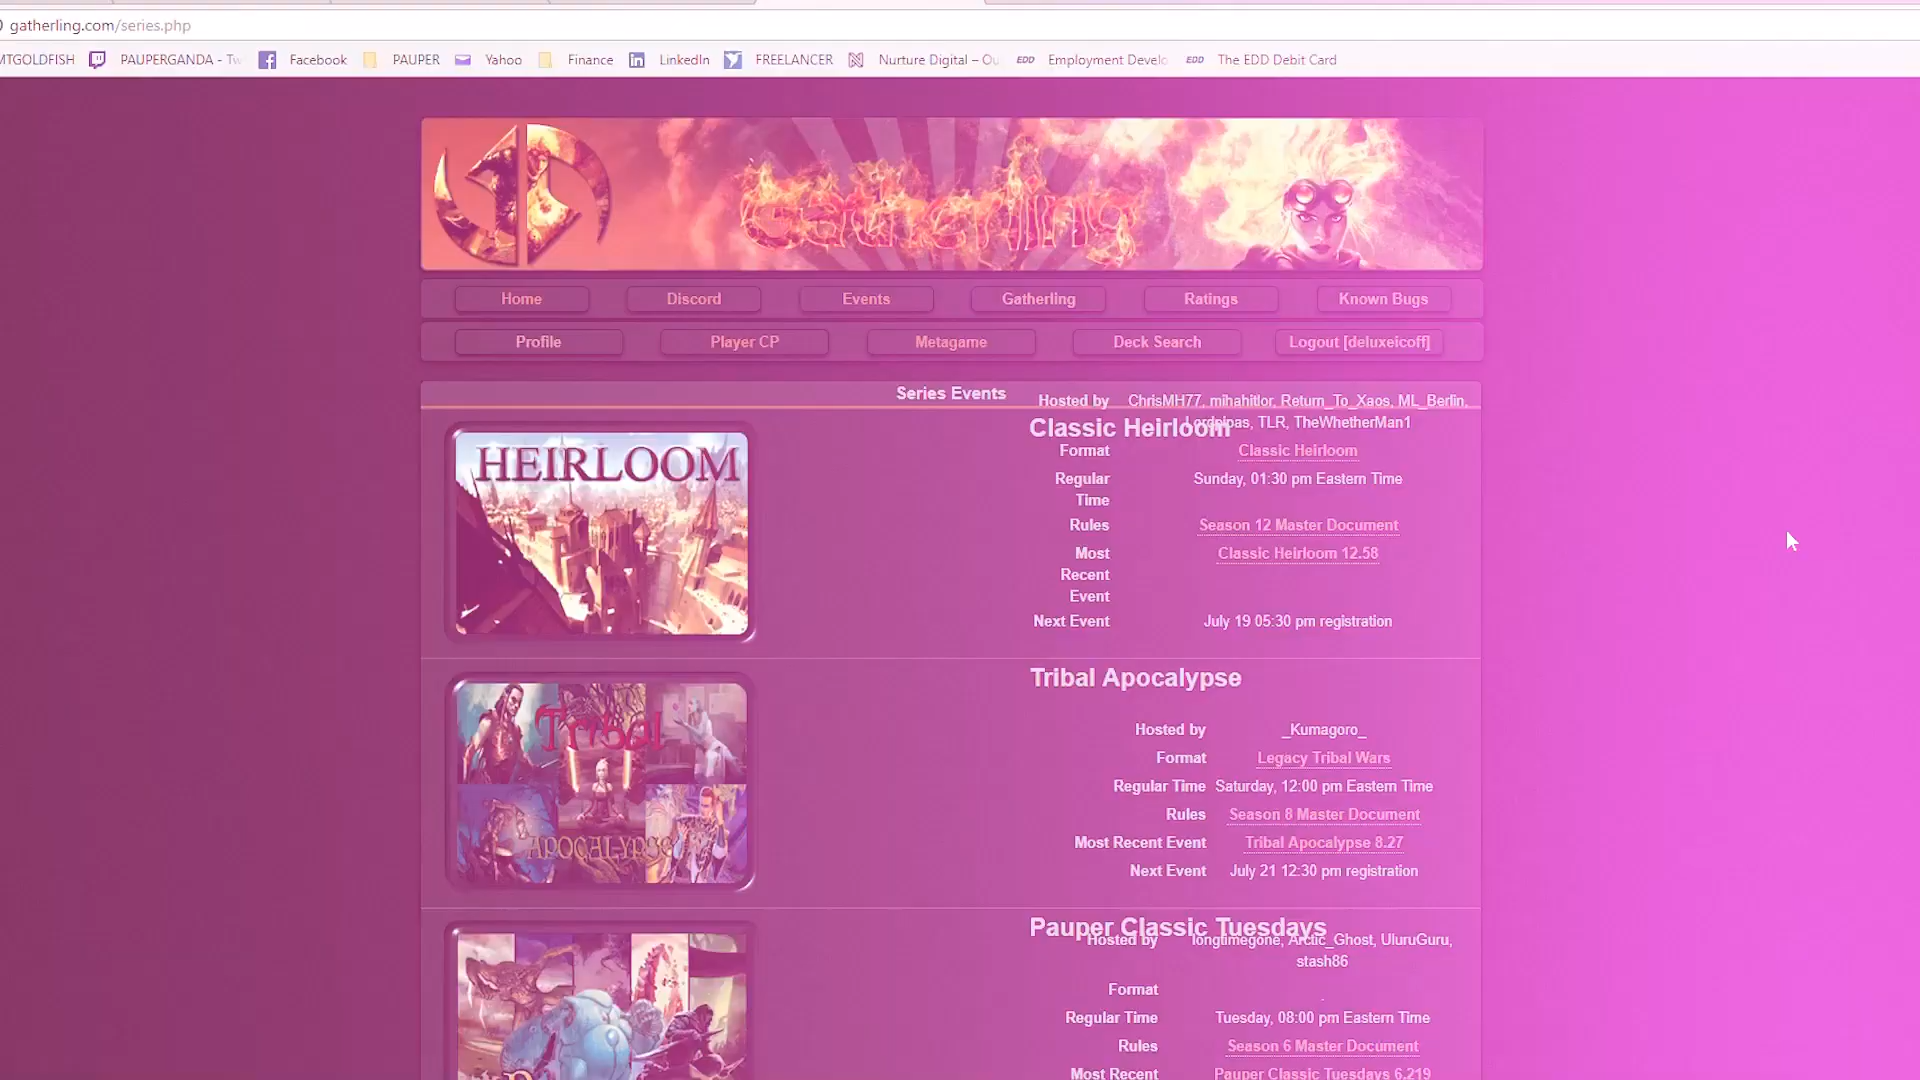 gatherling.com/series.php
MTGOLDFISH PAUPERGANDA - Tw Facebook PAUPER Yahoo Finance LinkedIn FREELANCER Nurture Digital – Ou EDD Employment Develo EDD The EDD Debit Card
Gatherling
Home Discord Events Gatherling Ratings Known Bugs
Profile Player CP Metagame Deck Search Logout [deluxeicoff]
Series Events
Hosted by ChrisMH77, mihahitlor, Return_To_Xaos, ML_Berlin,
Lordpipas, TLR, TheWhetherMan1
Classic Heirloom
HEIRLOOM
Format Classic Heirloom
Regular Sunday, 01:30 pm Eastern Time
Time
Rules Season 12 Master Document
Most Classic Heirloom 12.58
Recent
Event
Next Event July 19 05:30 pm registration
Tribal Apocalypse
Tribal
APOCALYPSE
Hosted by _Kumagoro_
Format Legacy Tribal Wars
Regular Time Saturday, 12:00 pm Eastern Time
Rules Season 8 Master Document
Most Recent Event Tribal Apocalypse 8.27
Next Event July 21 12:30 pm registration
Pauper Classic Tuesdays
Hosted by longtimegone, Arctic_Ghost, UluruGuru,
stash86
Format
Regular Time Tuesday, 08:00 pm Eastern Time
Rules Season 6 Master Document
Most Recent Pauper Classic Tuesdays 6.219